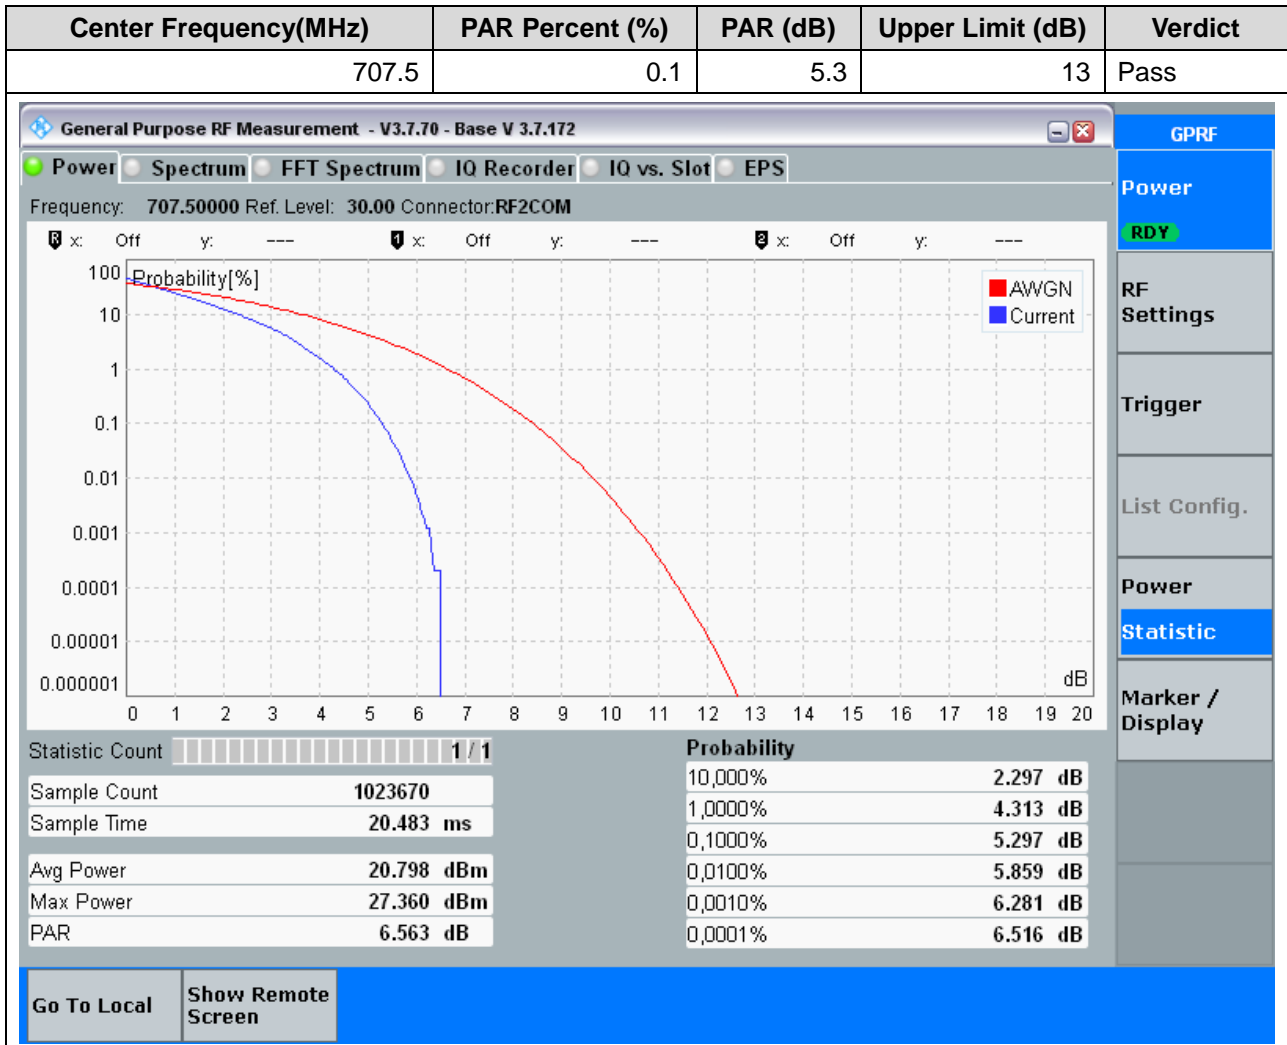 Center Frequency(MHz) PAR Percent (%) PAR (dB) Upper Limit (dB) Verdict
707.5 0.1 5.3 13 Pass
General Purpose RF Measurement - V3.7.70 - Base V 3.7.172
GPRF
Power Spectrum FFT Spectrum IQ Recorder IQ vs. Slot EPS
Power
RDY
Frequency: 707.50000 Ref. Level: 30.00 Connector:RF2COM
R x: Off y: --- 1 x: Off y: --- 2 x: Off y: ---
Probability[%]
AWGN
Current
100
10
1
0.1
0.01
0.001
0.0001
0.00001
0.000001
dB
0 1 2 3 4 5 6 7 8 9 10 11 12 13 14 15 16 17 18 19 20
RF
Settings
Trigger
List Config.
Power
Statistic
Marker /
Display
Statistic Count 1 / 1
Sample Count 1023670
Sample Time 20.483 ms
Avg Power 20.798 dBm
Max Power 27.360 dBm
PAR 6.563 dB
Probability
10,000% 2.297 dB
1,0000% 4.313 dB
0,1000% 5.297 dB
0,0100% 5.859 dB
0,0010% 6.281 dB
0,0001% 6.516 dB
Go To Local
Show Remote
Screen